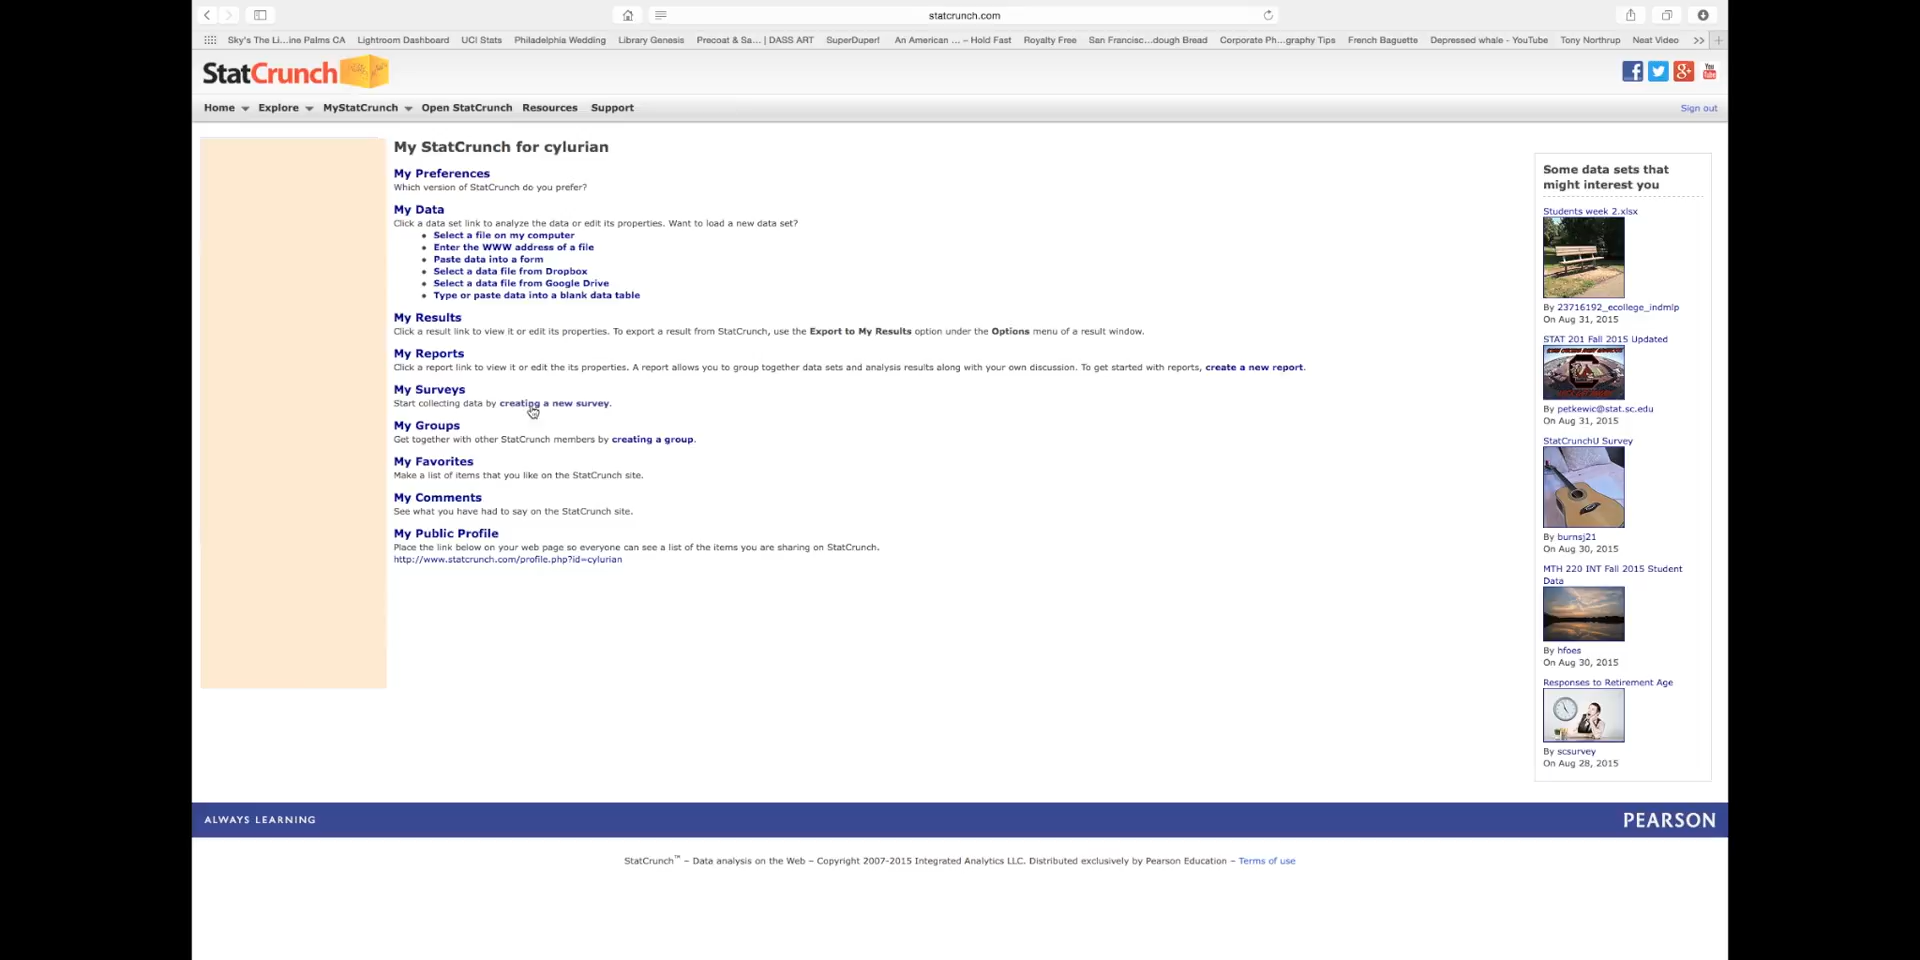 statcrunch.com
Sky's The Li...ine Palms CA Lightroom Dashboard UCI Stats Philadelphia Wedding Library Genesis Precoat & Sa... | DASS ART SuperDuper! An American ... – Hold Fast Royalty Free San Francisc...dough Bread Corporate Ph...graphy Tips French Baguette Depressed whale - YouTube Tony Northrup Neat Video >> +
StatCrunch
Home Explore MyStatCrunch Open StatCrunch Resources Support Sign out
My StatCrunch for cylurian
My Preferences
Which version of StatCrunch do you prefer?
My Data
Click a data set link to analyze the data or edit its properties. Want to load a new data set?
• Select a file on my computer
• Enter the WWW address of a file
• Paste data into a form
• Select a data file from Dropbox
• Select a data file from Google Drive
• Type or paste data into a blank data table
My Results
Click a result link to view it or edit its properties. To export a result from StatCrunch, use the Export to My Results option under the Options menu of a result window.
My Reports
Click a report link to view it or edit the its properties. A report allows you to group together data sets and analysis results along with your own discussion. To get started with reports, create a new report.
My Surveys
Start collecting data by creating a new survey.
My Groups
Get together with other StatCrunch members by creating a group.
My Favorites
Make a list of items that you like on the StatCrunch site.
My Comments
See what you have had to say on the StatCrunch site.
My Public Profile
Place the link below on your web page so everyone can see a list of the items you are sharing on StatCrunch.
http://www.statcrunch.com/profile.php?id=cylurian
Some data sets that
might interest you
Students week 2.xlsx
By 23716192_ecollege_indmlp
On Aug 31, 2015
STAT 201 Fall 2015 Updated
By petkewic@stat.sc.edu
On Aug 31, 2015
StatCrunchU Survey
By burnsj21
On Aug 30, 2015
MTH 220 INT Fall 2015 Student
Data
By hfoes
On Aug 30, 2015
Responses to Retirement Age
By scsurvey
On Aug 28, 2015
ALWAYS LEARNING PEARSON
StatCrunch™ – Data analysis on the Web – Copyright 2007-2015 Integrated Analytics LLC. Distributed exclusively by Pearson Education – Terms of use